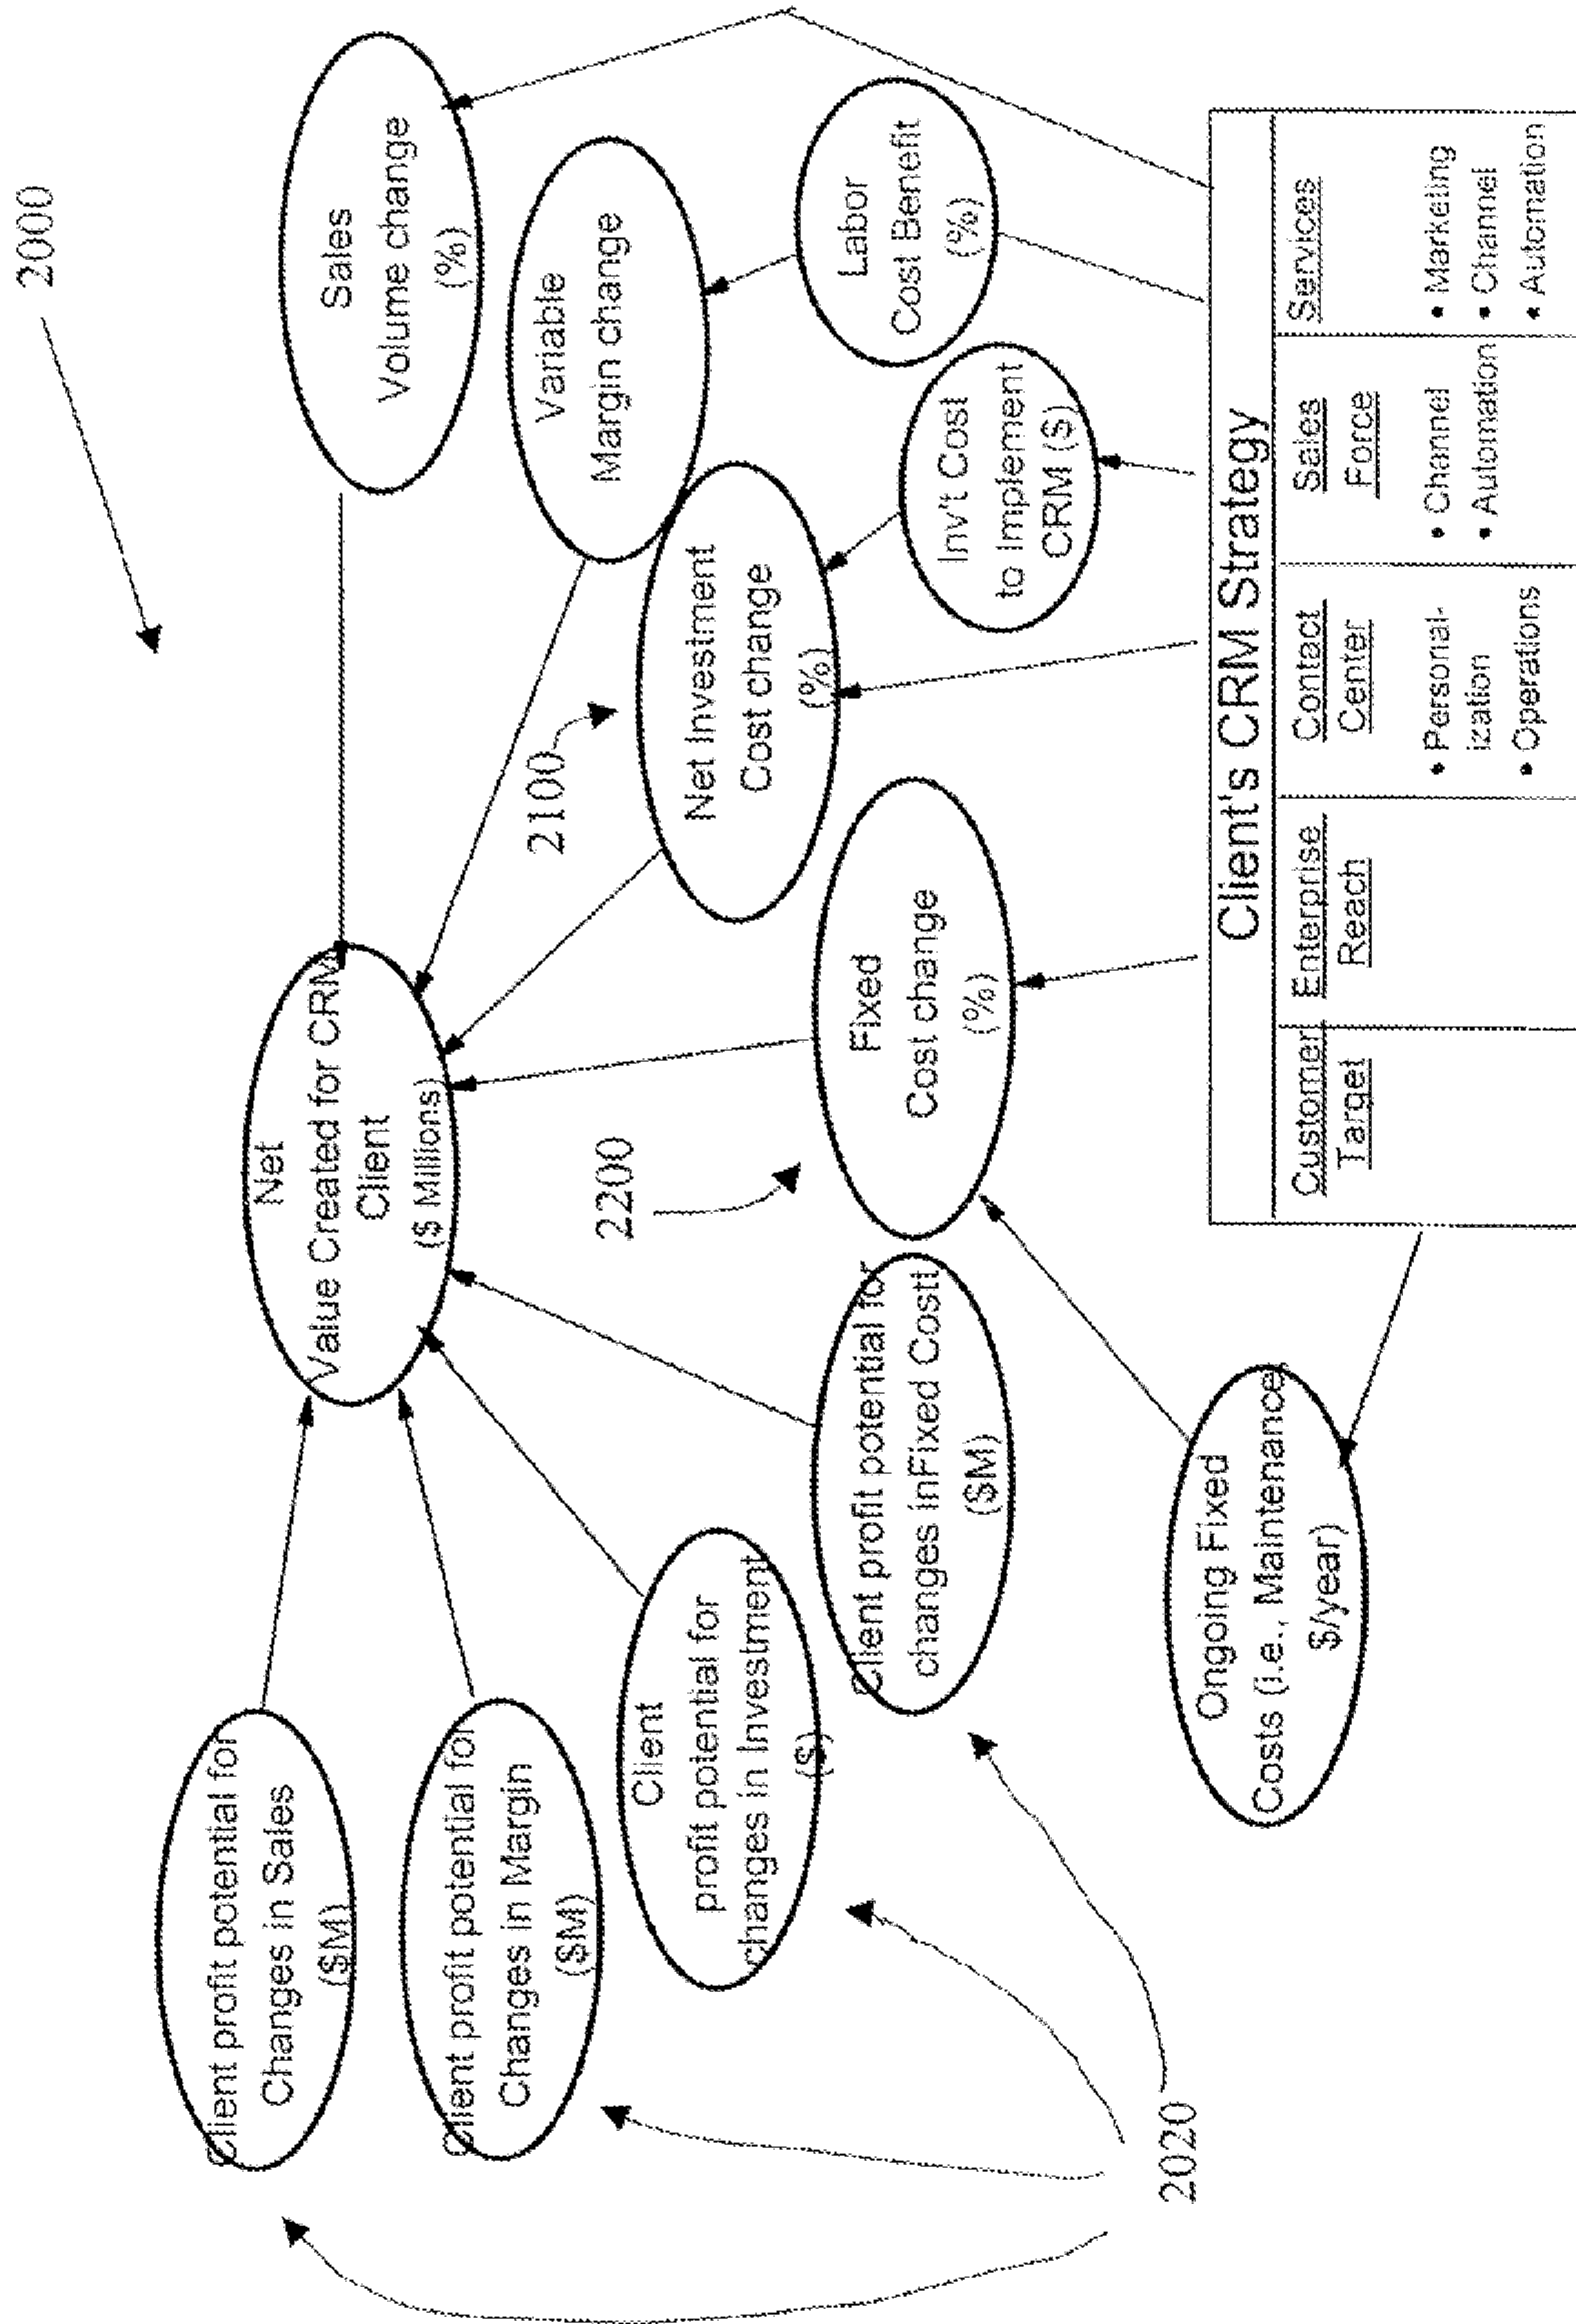 2000
Net
Value Created for CRM
Client
($ Millions)
Client profit potential for
Changes in Sales
($M)
Sales
Volume change
(%)
Client profit potential for
Changes in Margin
($M)
Variable
Margin change
Client
profit potential for
changes in Investment
($)
2100
Net Investment
Cost change
(%)
2200
Client profit potential for
changes inFixed Costt
($M)
Fixed
Cost change
(%)
Labor
Cost Benefit
(%)
Inv't Cost
to Implement
CRM ($)
2020
Ongoing Fixed
Costs (i.e., Maintenance,
$/year)
Client's CRM Strategy
Customer
Target
Enterprise
Reach
Contact
Center
• Personal-
ization
• Operations
Sales
Force
• Channel
• Automation
Services
• Marketing
• Channel
• Automation